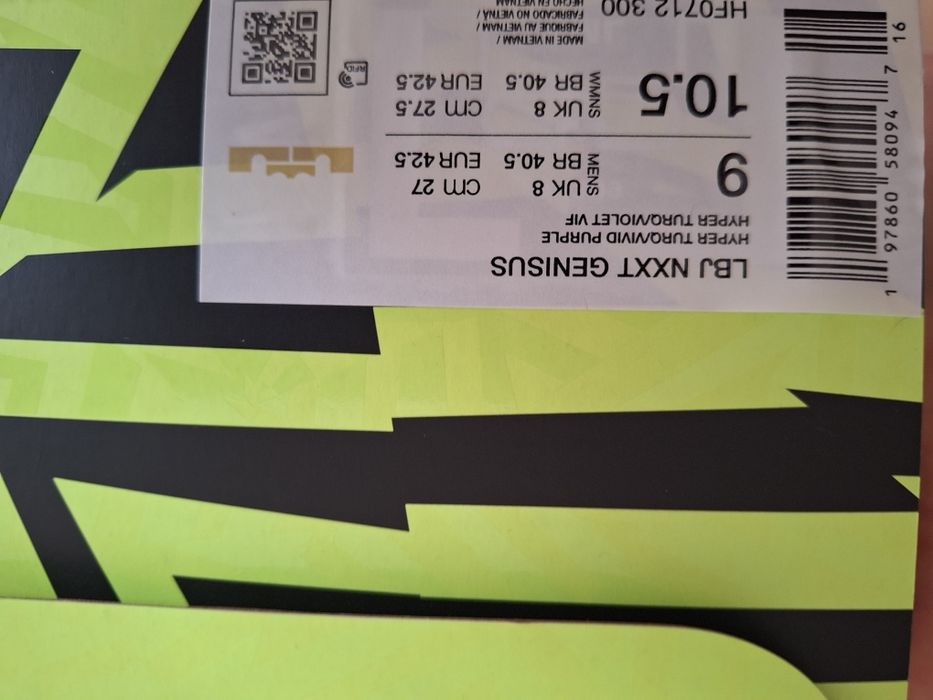 LBJ NXXT GENISUS
HYPER TURQ/VIVID PURPLE
HYPER TURQ/VIOLET VIF
9
MENS
UK 8
CM 27
BR 40.5
EUR 42.5
10.5
WMNS
UK 8
CM 27.5
BR 40.5
EUR 42.5
HF0712 300
MADE IN VIETNAM /
FABRIQUE AU VIETNAM /
FABRICADO NO VIETNÃ /
HECHO EN VIETNAM
RFID
1 97860 58094 7
16